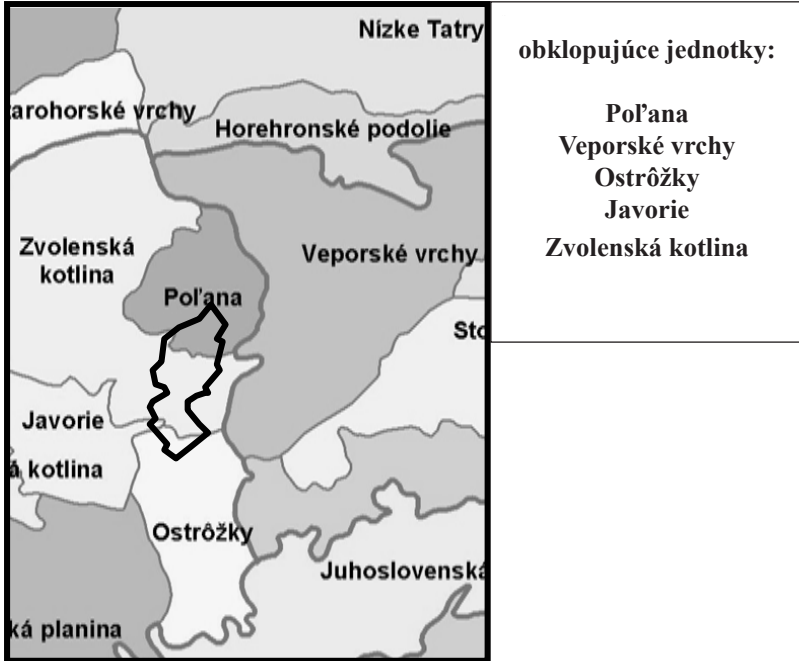 Nízke Tatry
tarohorské vrchy
Horehronské podolie
Zvolenská
kotlina
Veporské vrchy
Poľana
Sto
Javorie
á kotlina
Ostrôžky
Juhoslovenská
ká planina
obklopujúce jednotky:
Poľana
Veporské vrchy
Ostrôžky
Javorie
Zvolenská kotlina